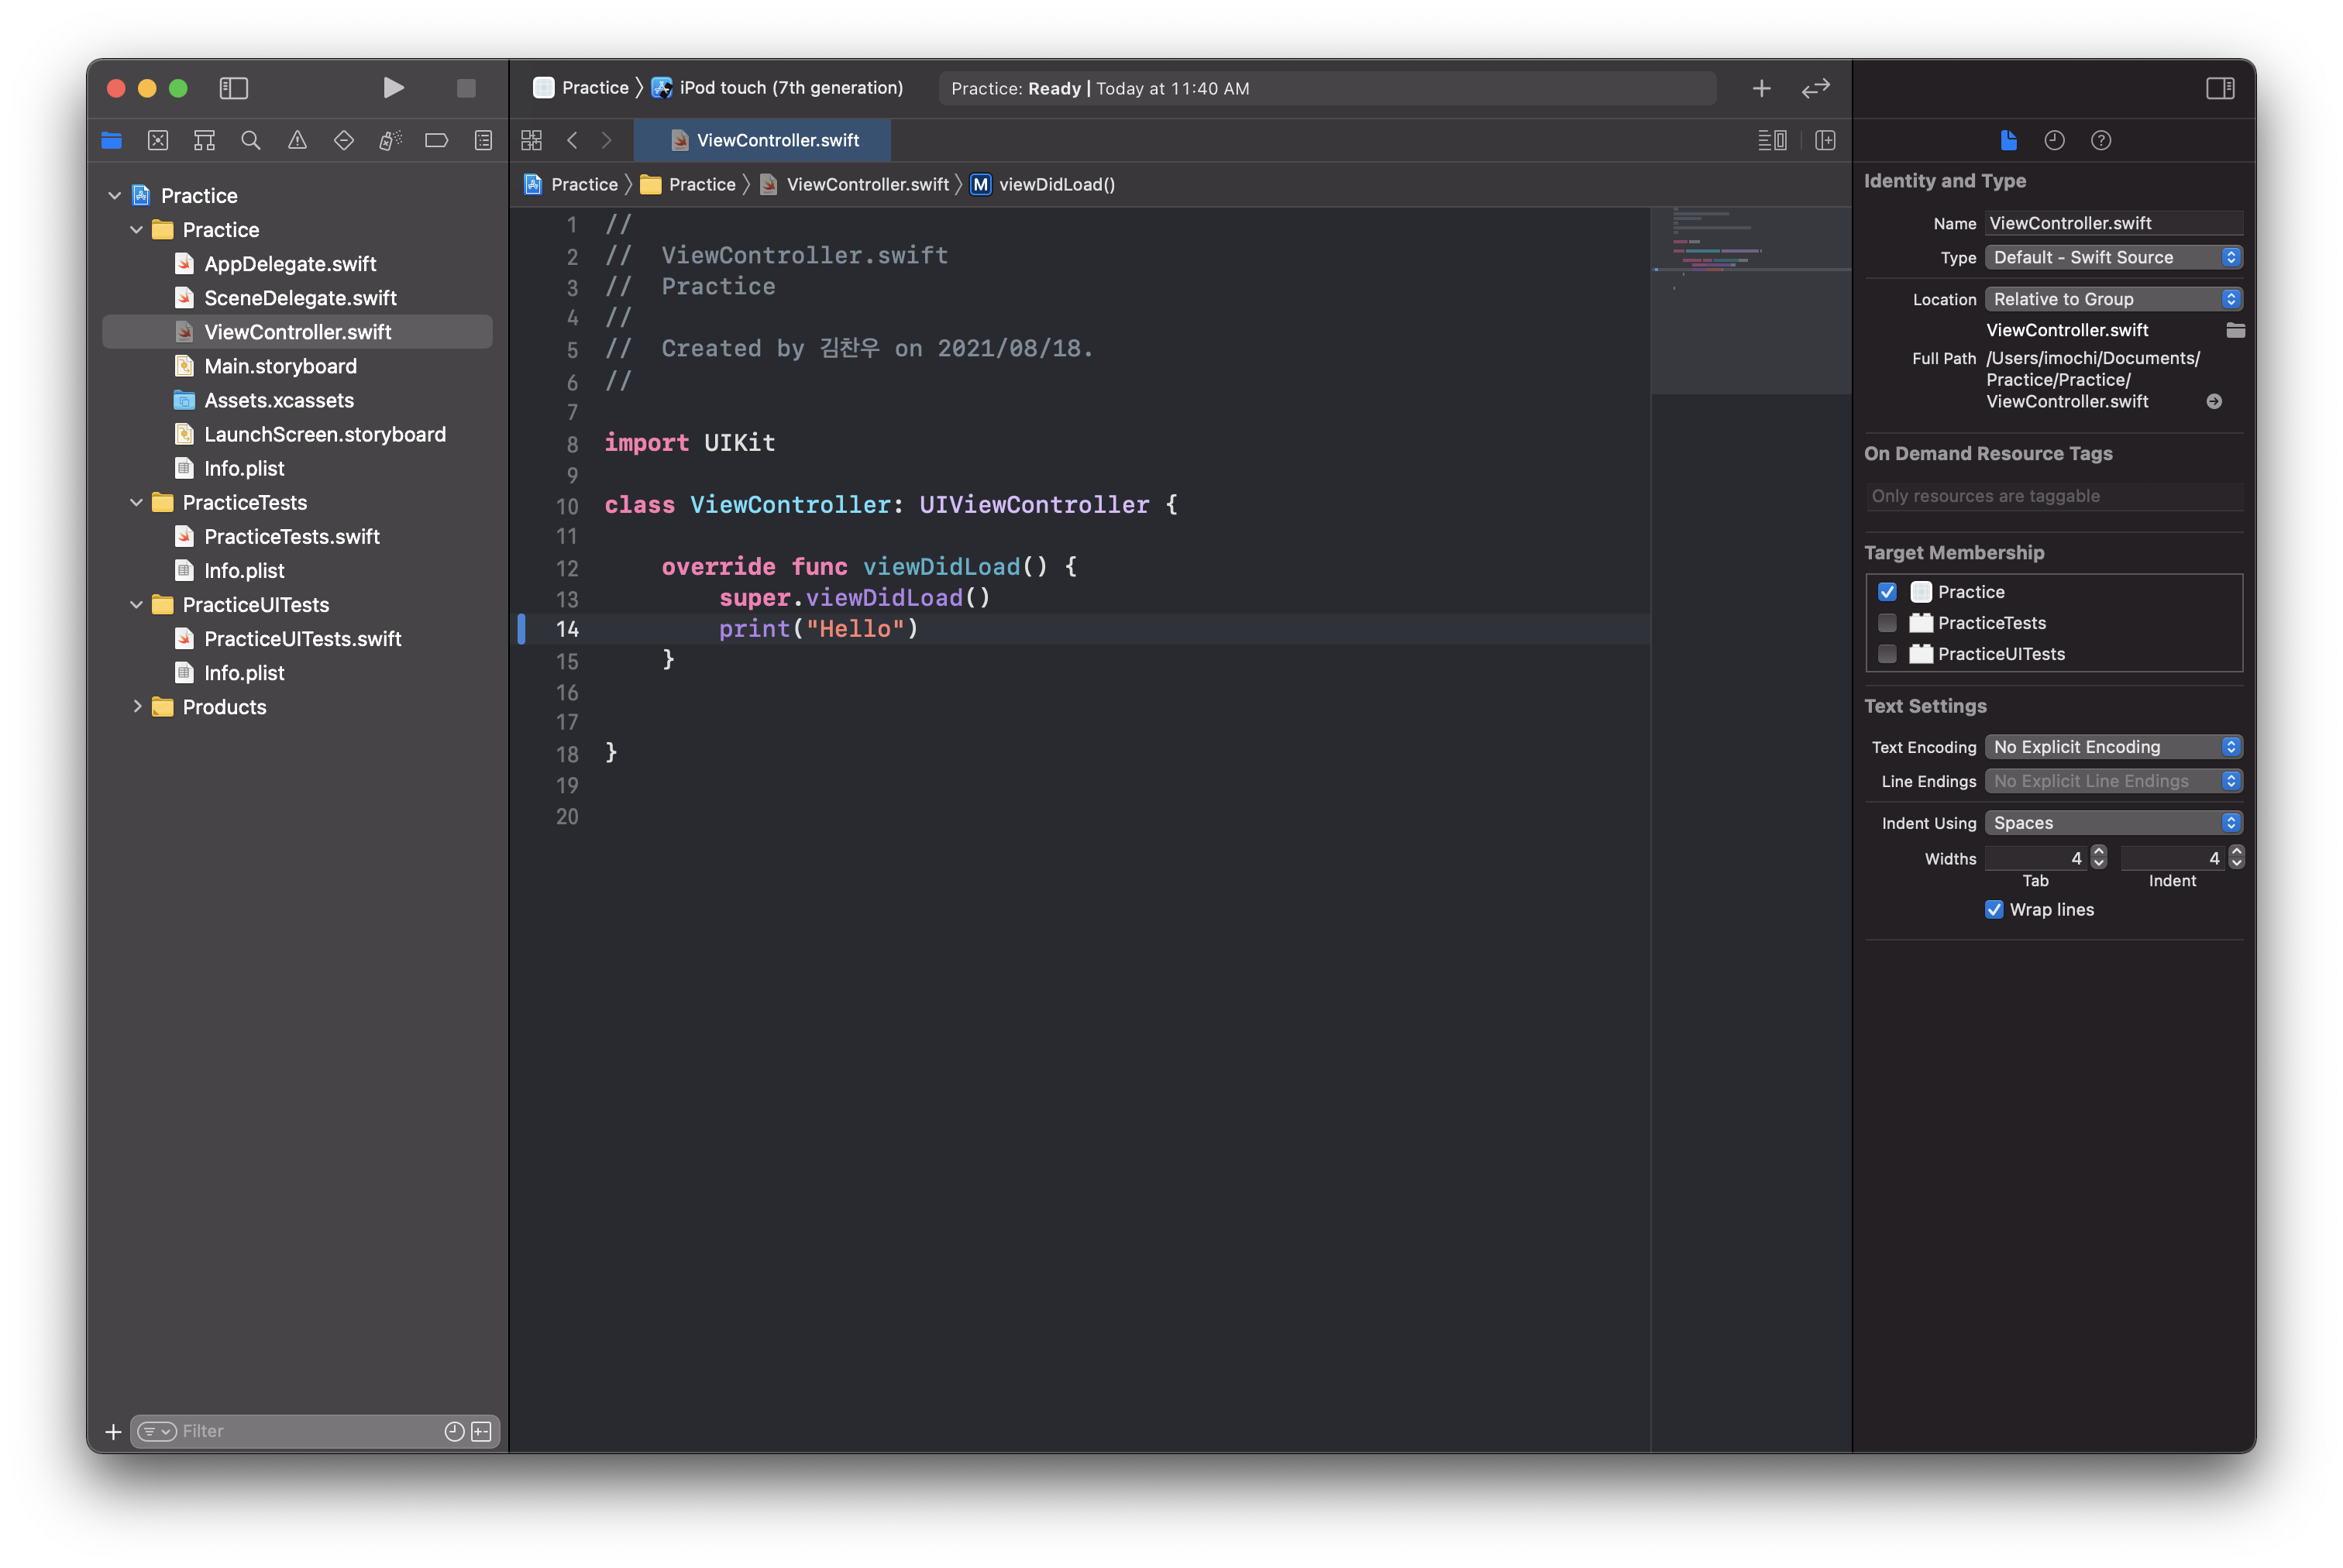 Practice 〉 iPod touch (7th generation)
Practice: Ready | Today at 11:40 AM
ViewController.swift
Practice 〉 Practice 〉 ViewController.swift 〉 M viewDidLoad()
Practice
Practice
AppDelegate.swift
SceneDelegate.swift
ViewController.swift
Main.storyboard
Assets.xcassets
LaunchScreen.storyboard
Info.plist
PracticeTests
PracticeTests.swift
Info.plist
PracticeUITests
PracticeUITests.swift
Info.plist
Products
Filter
1 //
2 //  ViewController.swift
3 //  Practice
4 //
5 //  Created by 김찬우 on 2021/08/18.
6 //
7
8 import UIKit
9
10 class ViewController: UIViewController {
11
12     override func viewDidLoad() {
13         super.viewDidLoad()
14         print("Hello")
15     }
16
17
18 }
19
20
Identity and Type
Name ViewController.swift
Type Default - Swift Source
Location Relative to Group
ViewController.swift
Full Path /Users/imochi/Documents/
Practice/Practice/
ViewController.swift
On Demand Resource Tags
Only resources are taggable
Target Membership
Practice
PracticeTests
PracticeUITests
Text Settings
Text Encoding No Explicit Encoding
Line Endings No Explicit Line Endings
Indent Using Spaces
Widths 4 4
Tab Indent
Wrap lines